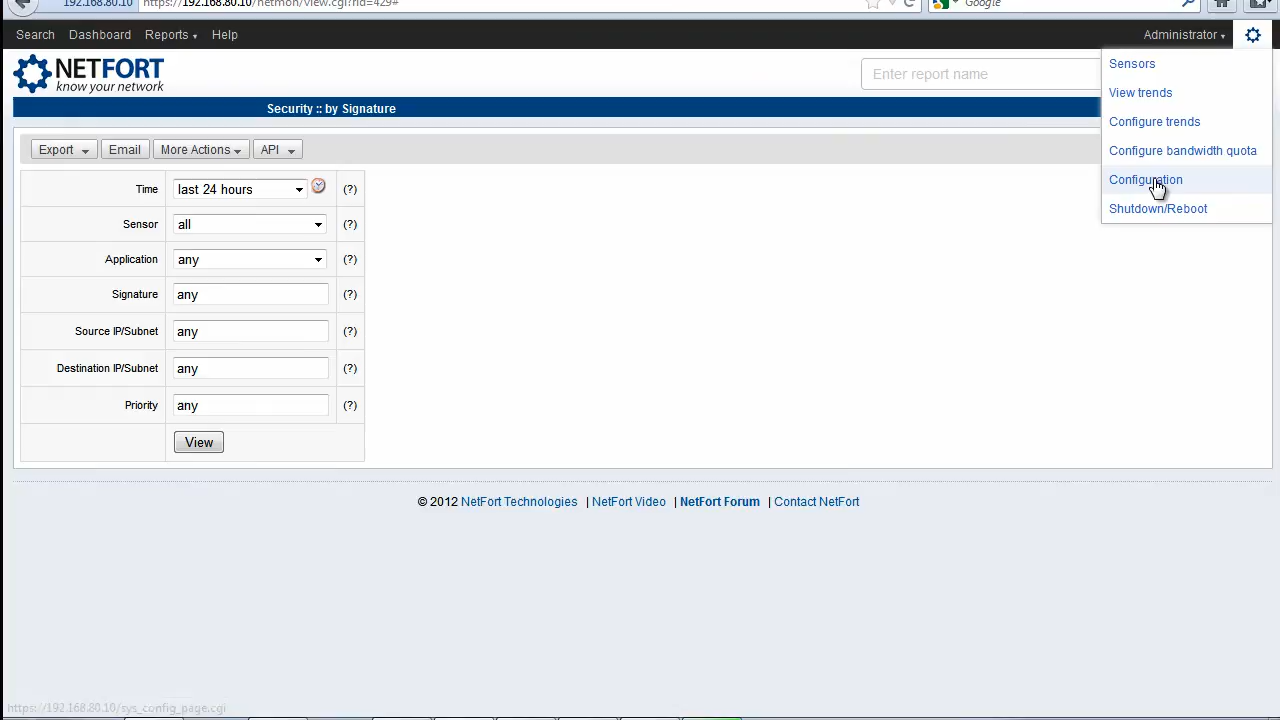 192.168.80.10
https://192.168.80.10/netmon/view.cgi?rid=429#
Google
Search Dashboard Reports Help
Administrator
NETFORT
know your network
Enter report name
Sensors
View trends
Configure trends
Configure bandwidth quota
Configuration
Shutdown/Reboot
Security :: by Signature
Export Email More Actions API
Time last 24 hours (?)
Sensor all (?)
Application any (?)
Signature any (?)
Source IP/Subnet any (?)
Destination IP/Subnet any (?)
Priority any (?)
View
© 2012 NetFort Technologies | NetFort Video | NetFort Forum | Contact NetFort
https://192.168.80.10/sys_config_page.cgi